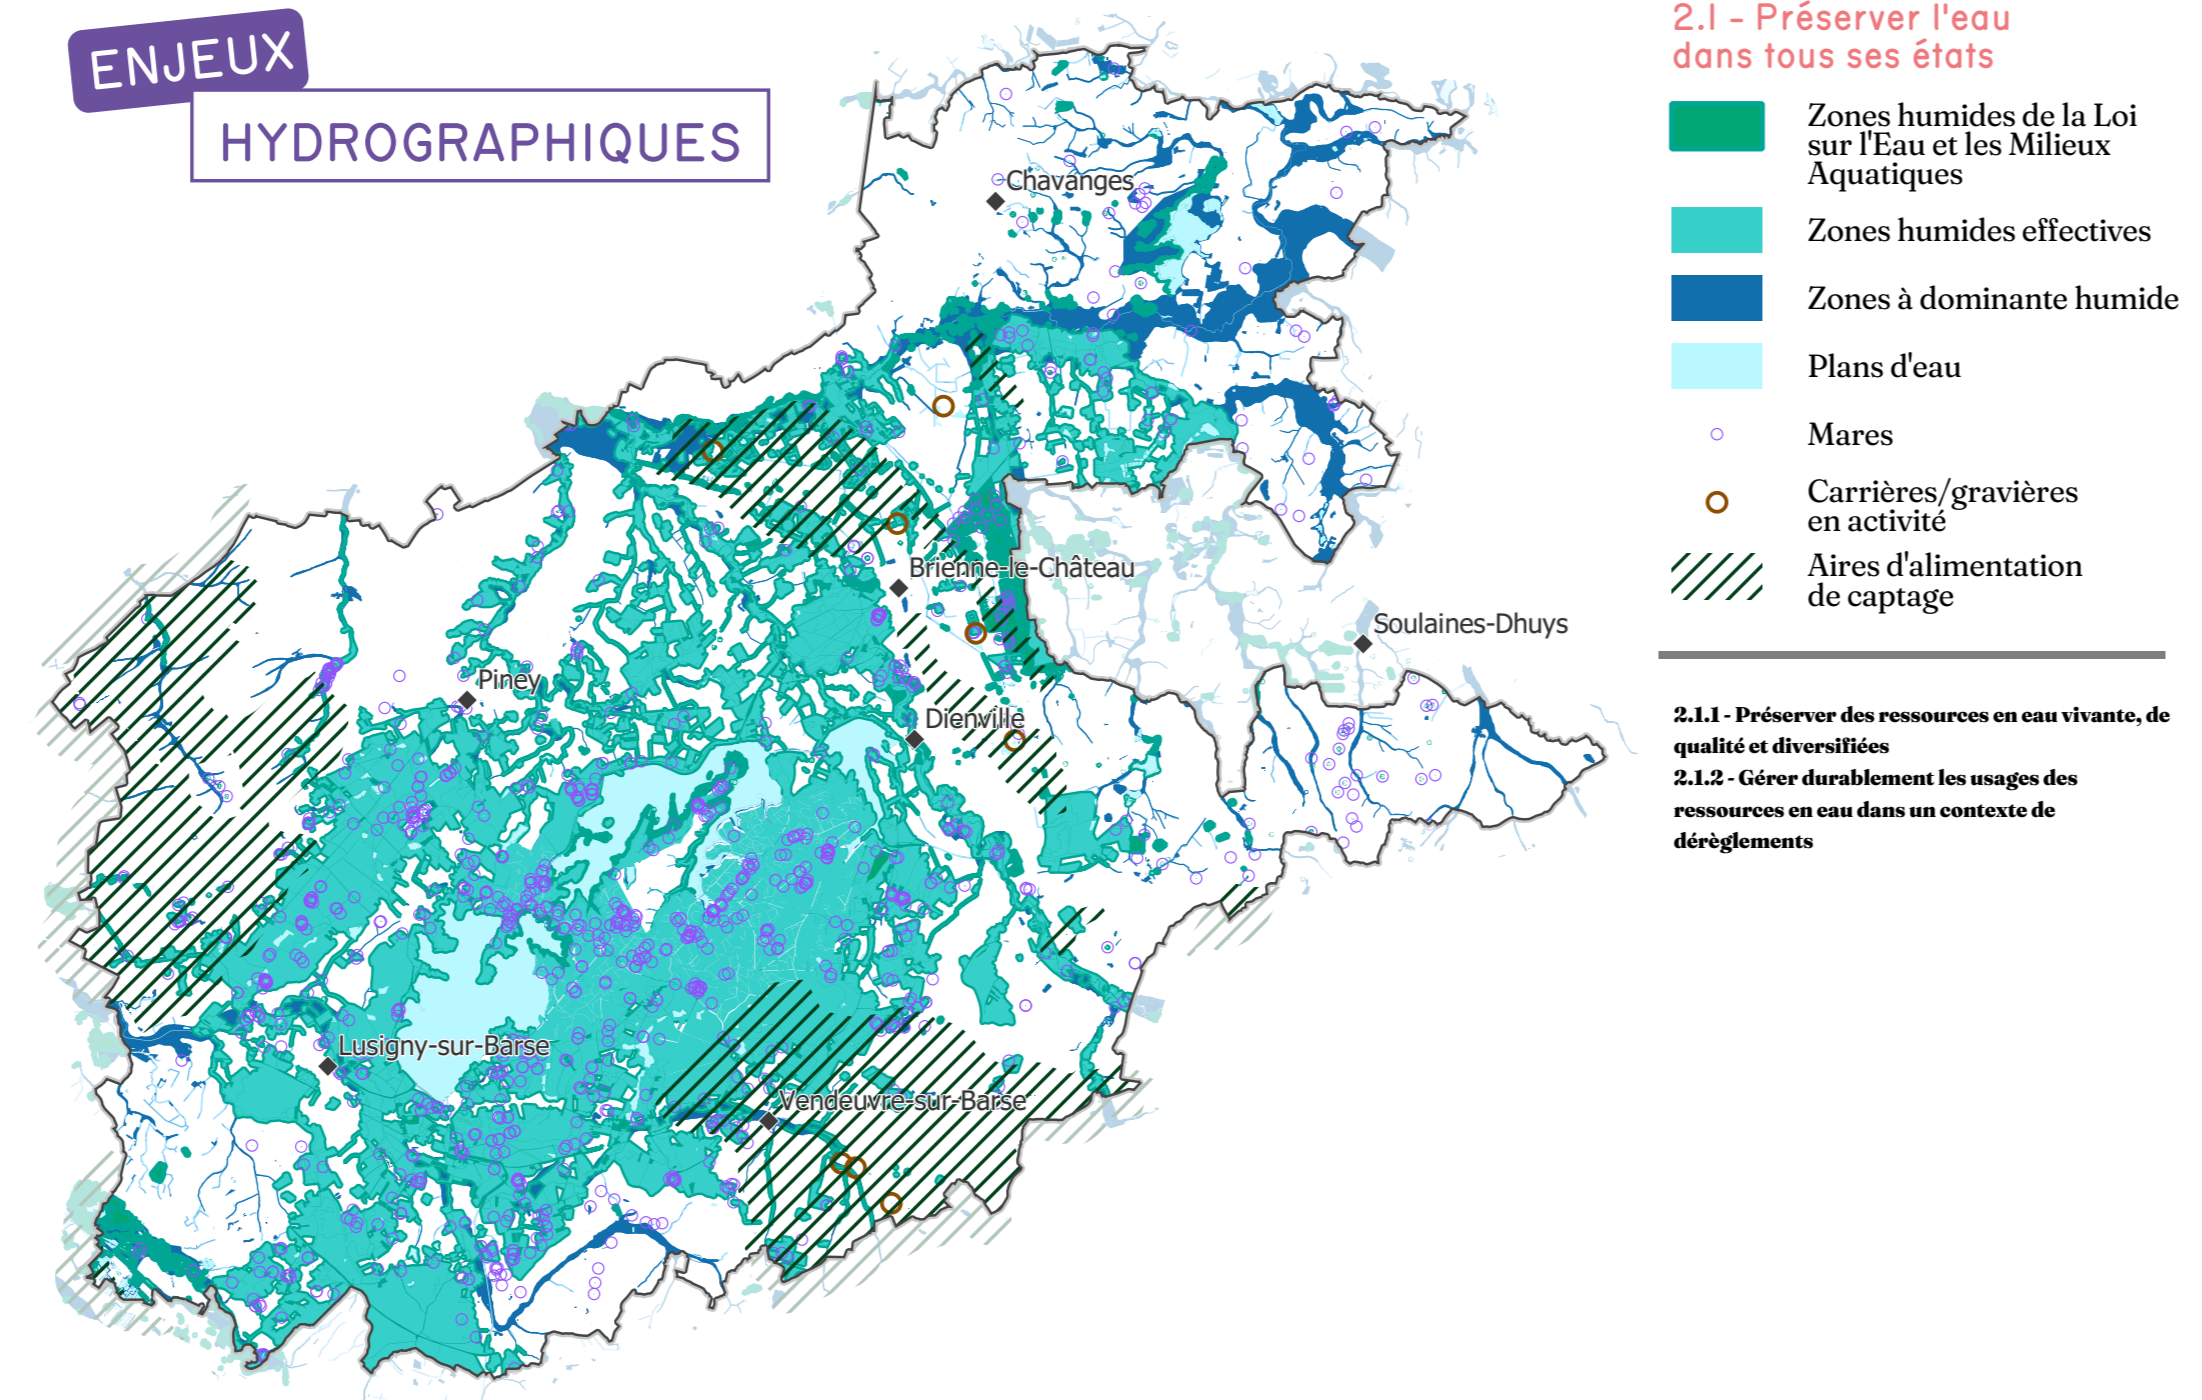 ENJEUX
HYDROGRAPHIQUES
2.1 - Préserver l'eau
dans tous ses états
Zones humides de la Loi
sur l'Eau et les Milieux
Aquatiques
Zones humides effectives
Zones à dominante humide
Plans d'eau
Mares
Carrières/gravières
en activité
Aires d'alimentation
de captage
2.1.1 - Préserver des ressources en eau vivante, de
qualité et diversifiées
2.1.2 - Gérer durablement les usages des
ressources en eau dans un contexte de
dérèglements
Chavanges
Brienne-le-Château
Soulaines-Dhuys
Piney
Dienville
Lusigny-sur-Barse
Vendeuvre-sur-Barse